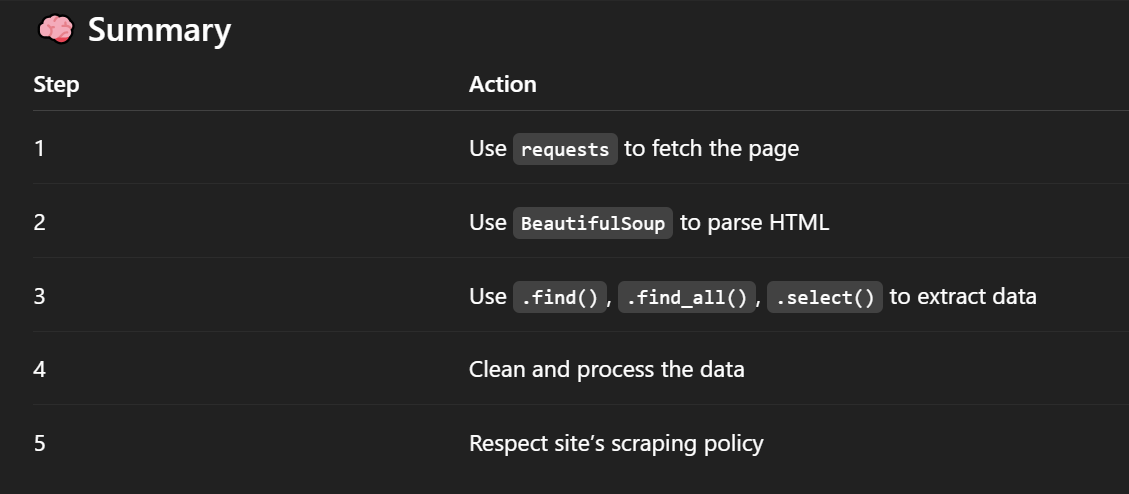 🧠 Summary
Step Action
1 Use requests to fetch the page
2 Use BeautifulSoup to parse HTML
3 Use .find(), .find_all(), .select() to extract data
4 Clean and process the data
5 Respect site’s scraping policy